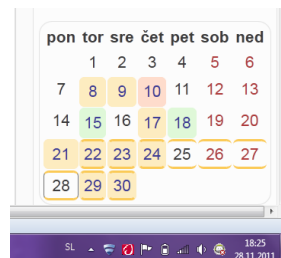 pon tor sre čet pet sob ned
1 2 3 4 5 6
7 8 9 10 11 12 13
14 15 16 17 18 19 20
21 22 23 24 25 26 27
28 29 30
SL 18:25
28.11.2011